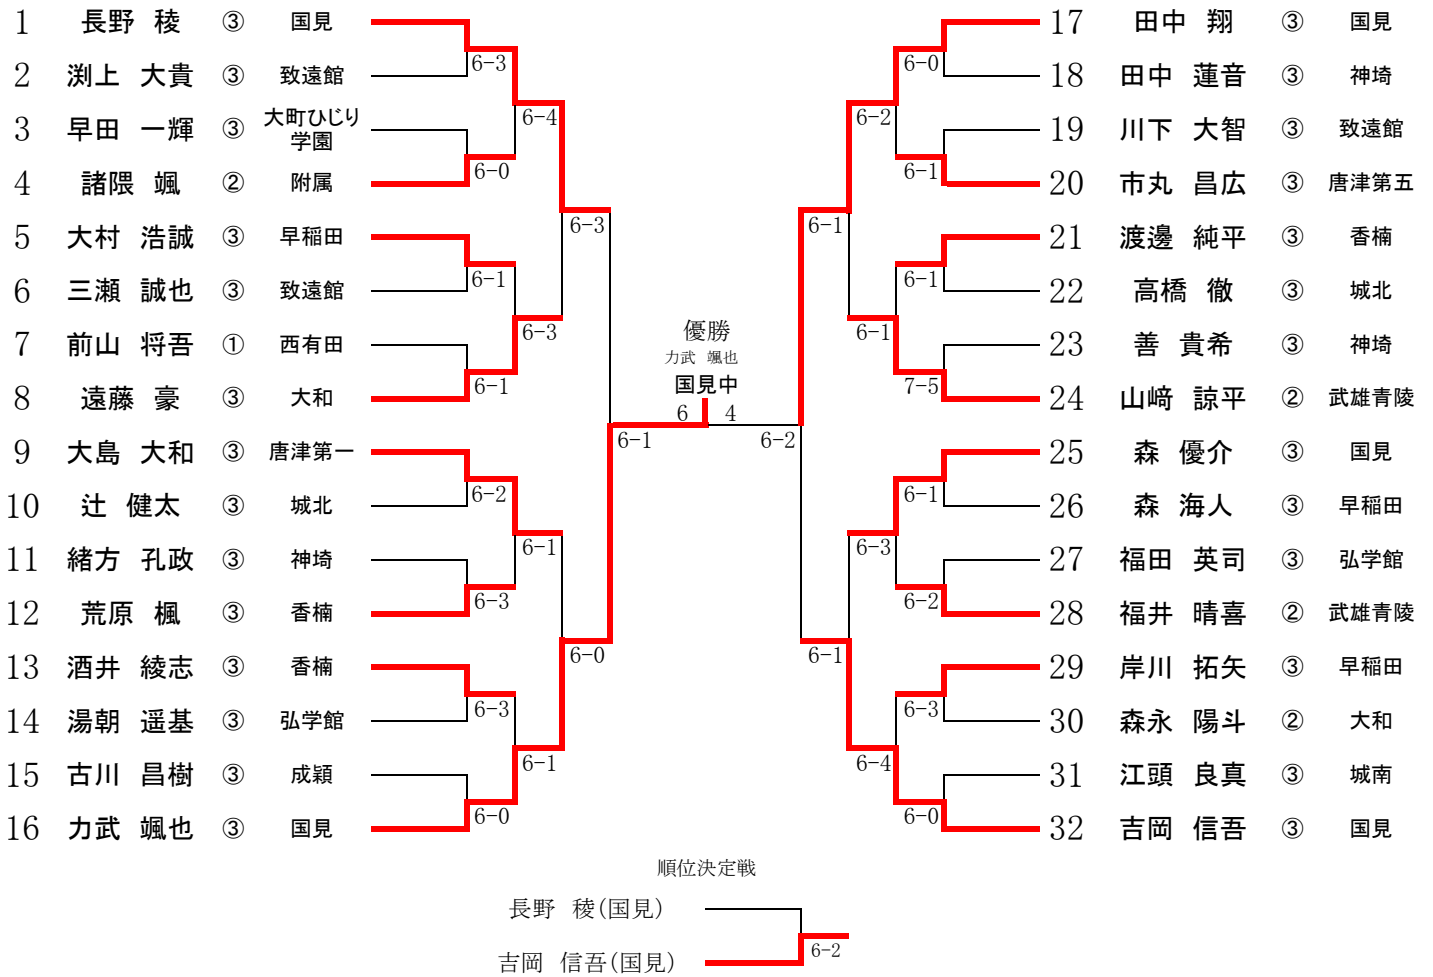 1 長野 稜 ③ 国見
2 渕上 大貴 ③ 致遠館
3 早田 一輝 ③ 大町ひじり学園
4 諸隈 颯 ② 附属
5 大村 浩誠 ③ 早稲田
6 三瀬 誠也 ③ 致遠館
7 前山 将吾 ① 西有田
8 遠藤 豪 ③ 大和
9 大島 大和 ③ 唐津第一
10 辻 健太 ③ 城北
11 緒方 孔政 ③ 神埼
12 荒原 楓 ③ 香楠
13 酒井 綾志 ③ 香楠
14 湯朝 遥基 ③ 弘学館
15 古川 昌樹 ③ 成穎
16 力武 颯也 ③ 国見
6-3
6-0
6-1
6-1
6-2
6-3
6-3
6-0
6-4
6-3
6-1
6-1
6-3
6-0
6-1
優勝
力武 颯也
国見中
6 4
6-2
6-1
6-1
6-2
6-1
6-3
6-4
6-0
6-1
6-1
7-5
6-1
6-2
6-3
6-0
17 田中 翔 ③ 国見
18 田中 蓮音 ③ 神埼
19 川下 大智 ③ 致遠館
20 市丸 昌広 ③ 唐津第五
21 渡邊 純平 ③ 香楠
22 高橋 徹 ③ 城北
23 善 貴希 ③ 神埼
24 山﨑 諒平 ② 武雄青陵
25 森 優介 ③ 国見
26 森 海人 ③ 早稲田
27 福田 英司 ③ 弘学館
28 福井 晴喜 ② 武雄青陵
29 岸川 拓矢 ③ 早稲田
30 森永 陽斗 ② 大和
31 江頭 良真 ③ 城南
32 吉岡 信吾 ③ 国見
順位決定戦
長野 稜(国見)
吉岡 信吾(国見)
6-2